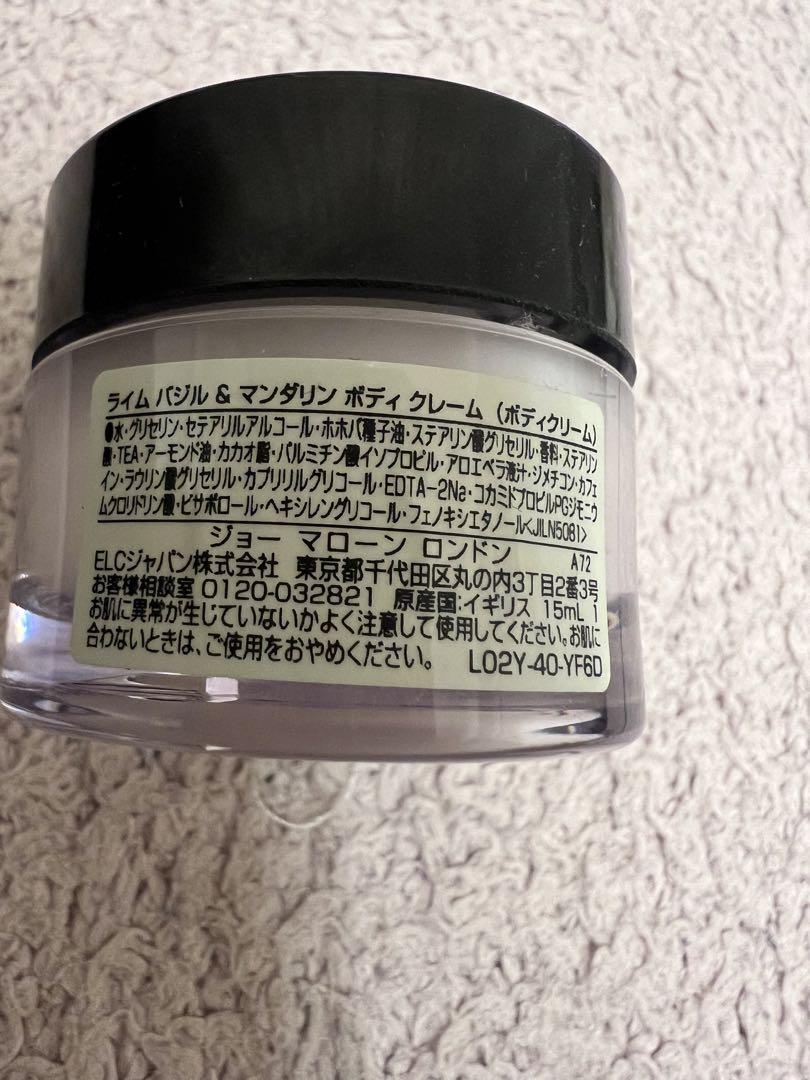 ライム バジル & マンダリン ボディ クレーム (ボディクリーム)
●水・グリセリン・セテアリルアルコール・ホホバ種子油・ステアリン酸グリセリル・香料・ステアリン
酸・TEA・アーモンド油・カカオ脂・パルミチン酸イソプロピル・アロエベラ液汁・ジメチコン・カフェ
イン・ラウリン酸グリセリル・カプリリルグリコール・EDTA-2Na・コカミドプロピルPGジモニウ
ムクロリドリン酸・ビサボロール・ヘキシレングリコール・フェノキシエタノール<JILN5081>
ジョー マローン ロンドン A72
ELCジャパン株式会社 東京都千代田区丸の内3丁目2番3号
お客様相談室 0120-032821 原産国:イギリス 15mL 1
お肌に異常が生じていないかよく注意して使用してください。お肌に
合わないときは、ご使用をおやめください。 L02Y-40-YF6D